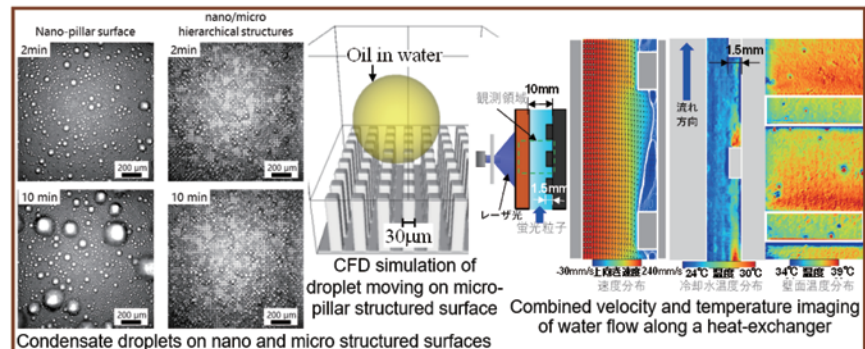 Nano-pillar surface
nano/micro
hierarchical structures
2min
200 μm
2min
200 μm
10 min
200 μm
10 min
200 μm
Condensate droplets on nano and micro structured surfaces
Oil in water
30μm
CFD simulation of
droplet moving on micro-
pillar structured surface
10mm
観測領域
1.5mm
レーザ光
蛍光粒子
-30mm/s 上向き速度 240mm/s
速度分布
流れ
方向
1.5mm
24℃ 温度 30℃
冷却水温度分布
34℃ 温度 39℃
壁面温度分布
Combined velocity and temperature imaging
of water flow along a heat-exchanger